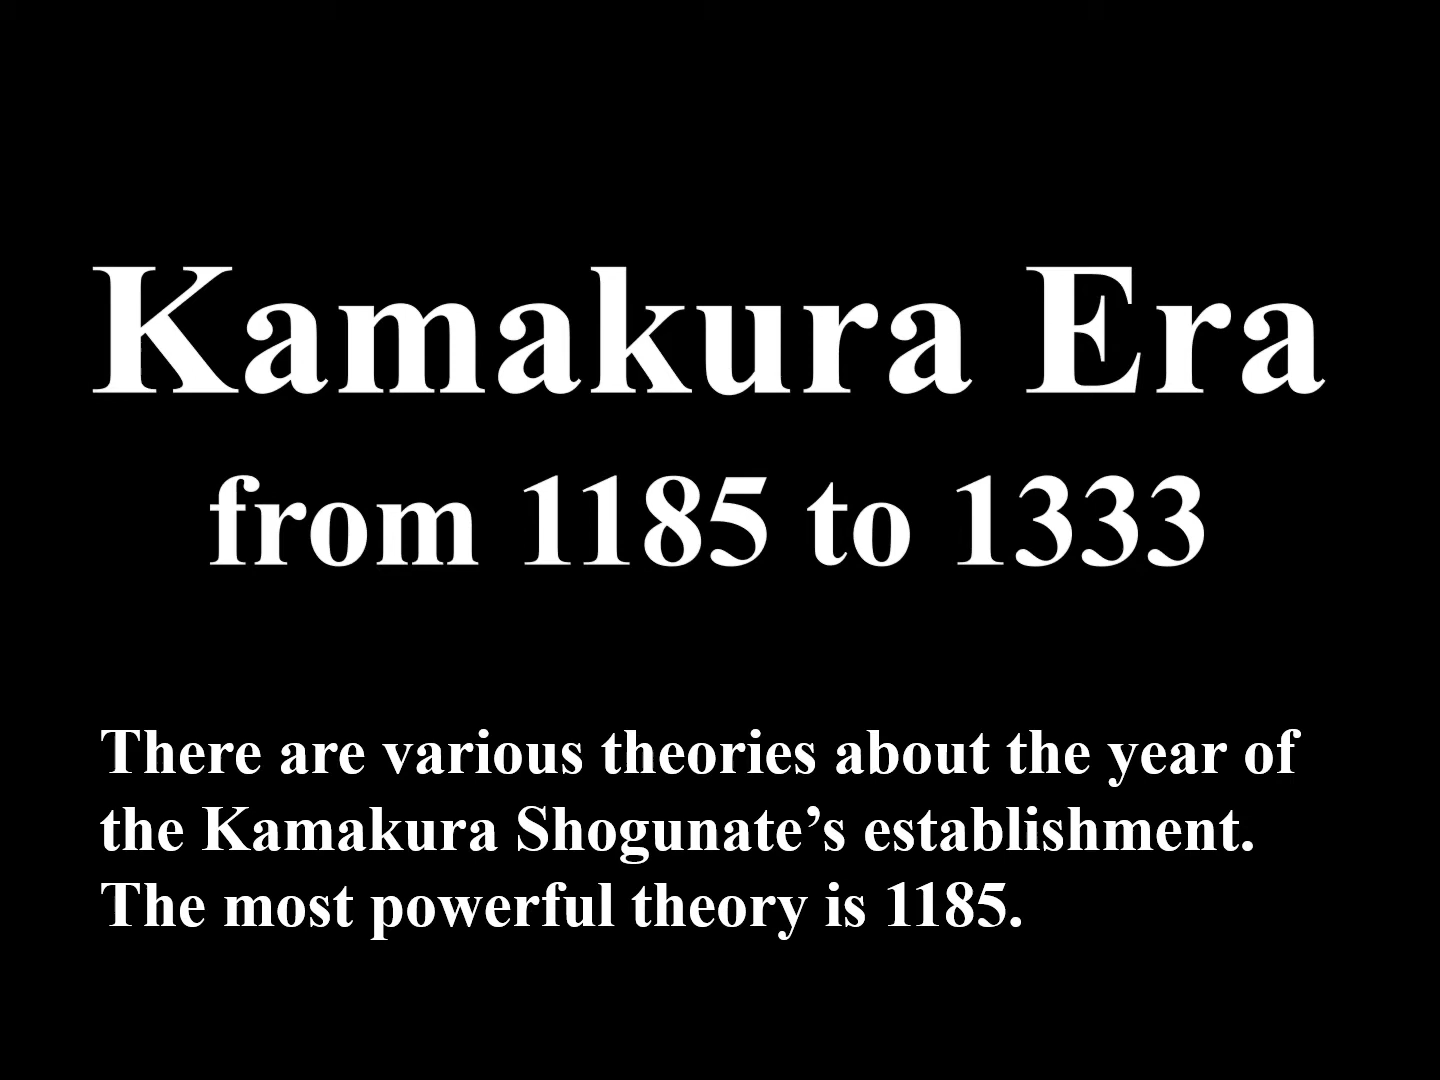 Kamakura Era
from 1185 to 1333
There are various theories about the year of
the Kamakura Shogunate’s establishment.
The most powerful theory is 1185.